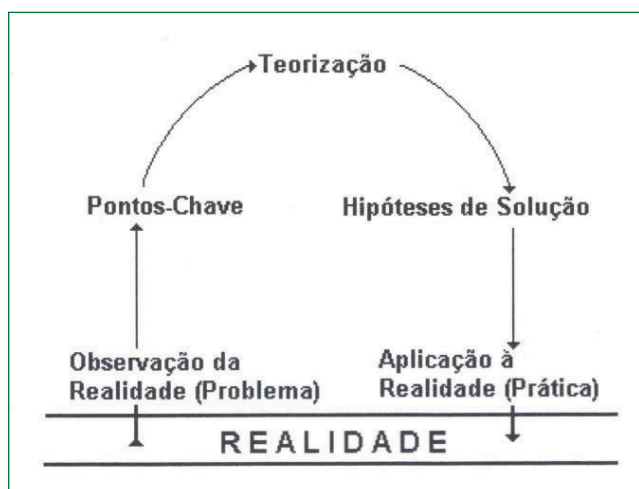 Teorização
Pontos-Chave
Hipóteses de Solução
Observação da
Realidade (Problema)
Aplicação à
Realidade (Prática)
REALIDADE